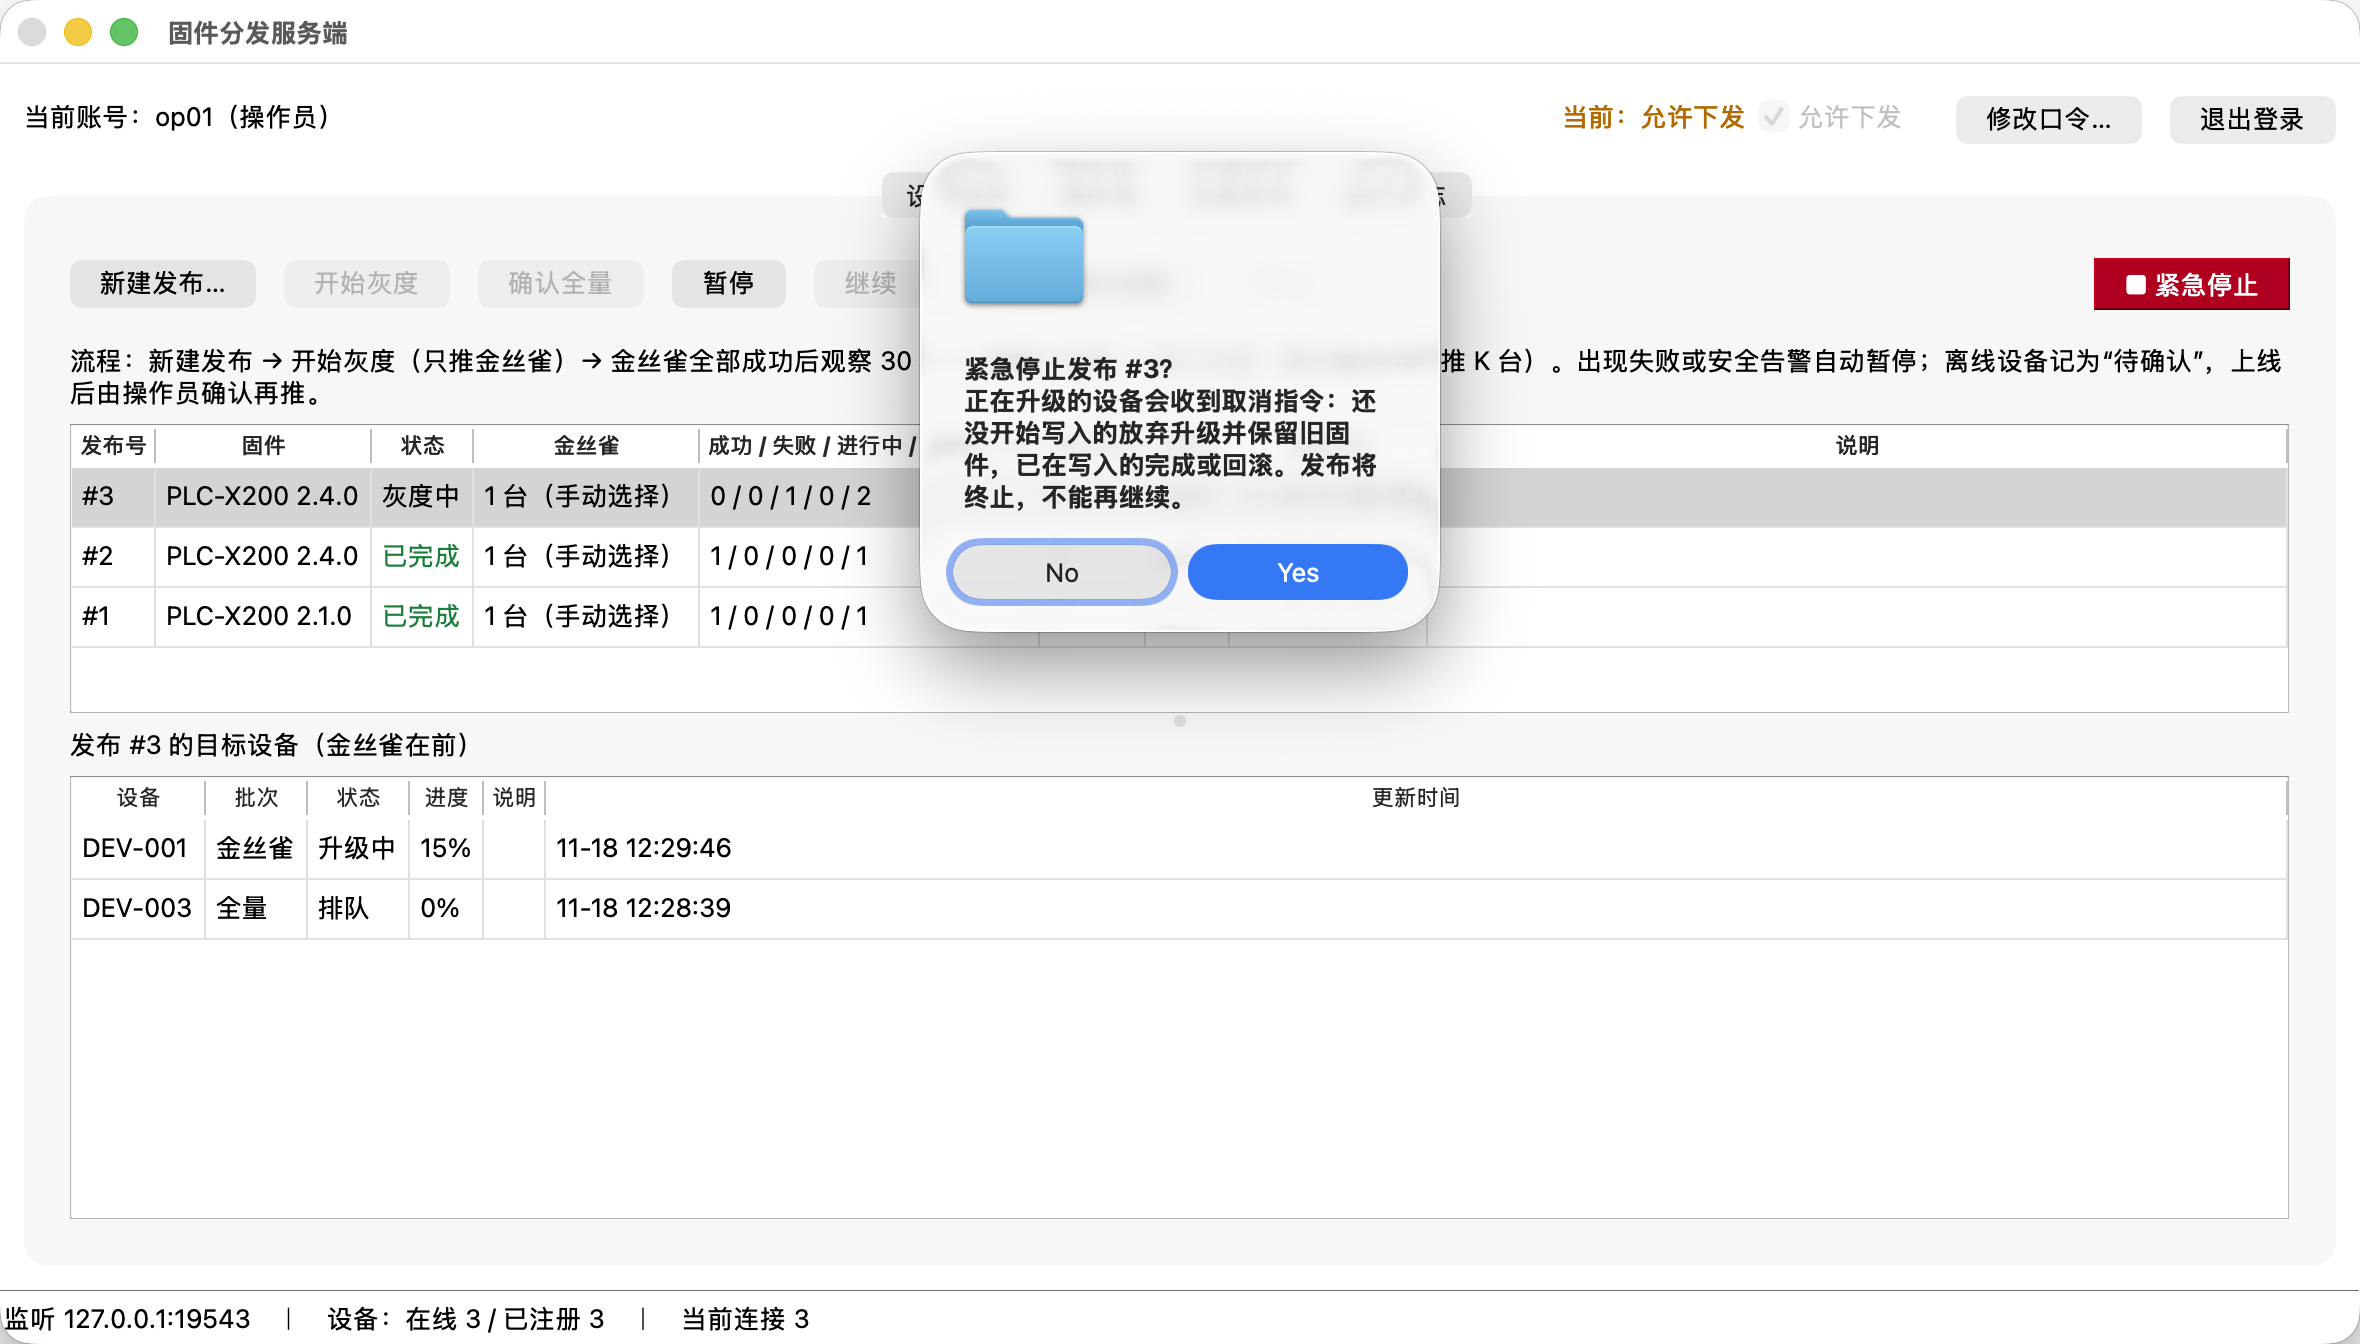 固件分发服务端
当前账号：op01（操作员）
当前：允许下发
允许下发
修改口令...
退出登录
新建发布...
开始灰度
确认全量
暂停
继续
紧急停止
流程：新建发布 → 开始灰度（只推金丝雀）→ 金丝雀全部成功后观察 30
推 K 台）。出现失败或安全告警自动暂停；离线设备记为“待确认”，上线
后由操作员确认再推。
发布号 固件 状态 金丝雀 成功 / 失败 / 进行中 / 说明
#3 PLC-X200 2.4.0 灰度中 1 台（手动选择） 0 / 0 / 1 / 0 / 2
#2 PLC-X200 2.4.0 已完成 1 台（手动选择） 1 / 0 / 0 / 0 / 1
#1 PLC-X200 2.1.0 已完成 1 台（手动选择） 1 / 0 / 0 / 0 / 1
紧急停止发布 #3?
正在升级的设备会收到取消指令：还
没开始写入的放弃升级并保留旧固
件，已在写入的完成或回滚。发布将
终止，不能再继续。
No
Yes
发布 #3 的目标设备（金丝雀在前）
设备 批次 状态 进度 说明 更新时间
DEV-001 金丝雀 升级中 15% 11-18 12:29:46
DEV-003 全量 排队 0% 11-18 12:28:39
监听 127.0.0.1:19543 | 设备：在线 3 / 已注册 3 | 当前连接 3